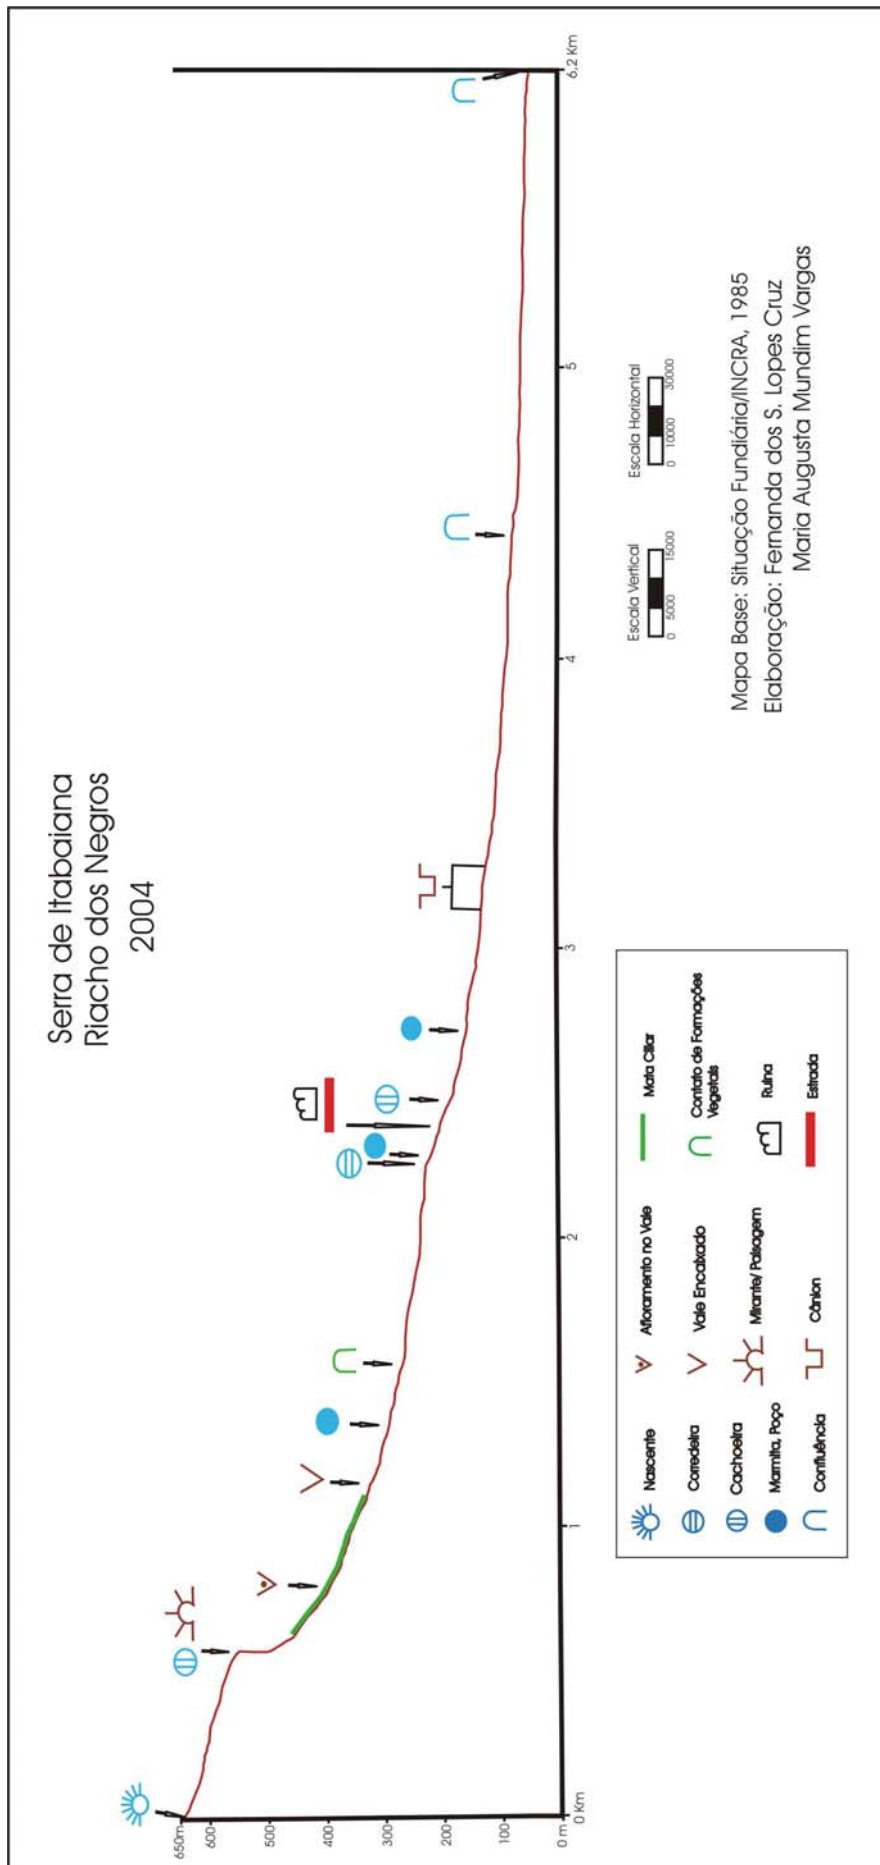 Serra de Itabaiana
Riacho dos Negros
2004
650m
600
500
400
300
200
100
0 m
0 Km
1
2
3
4
5
6,2 Km
Nascente
Corredeira
Cachoeira
Marmita, Poço
Confluência
Afloramento no Vale
Vale Encaixado
Mirante/ Paisagem
Cânion
Mata Ciliar
Contato de Formações
Vegetais
Ruína
Estrada
Escala Vertical
0 5000 15000
Escala Horizontal
0 10000 30000
Mapa Base: Situação Fundiária/INCRA, 1985
Elaboração: Fernanda dos S. Lopes Cruz
Maria Augusta Mundim Vargas